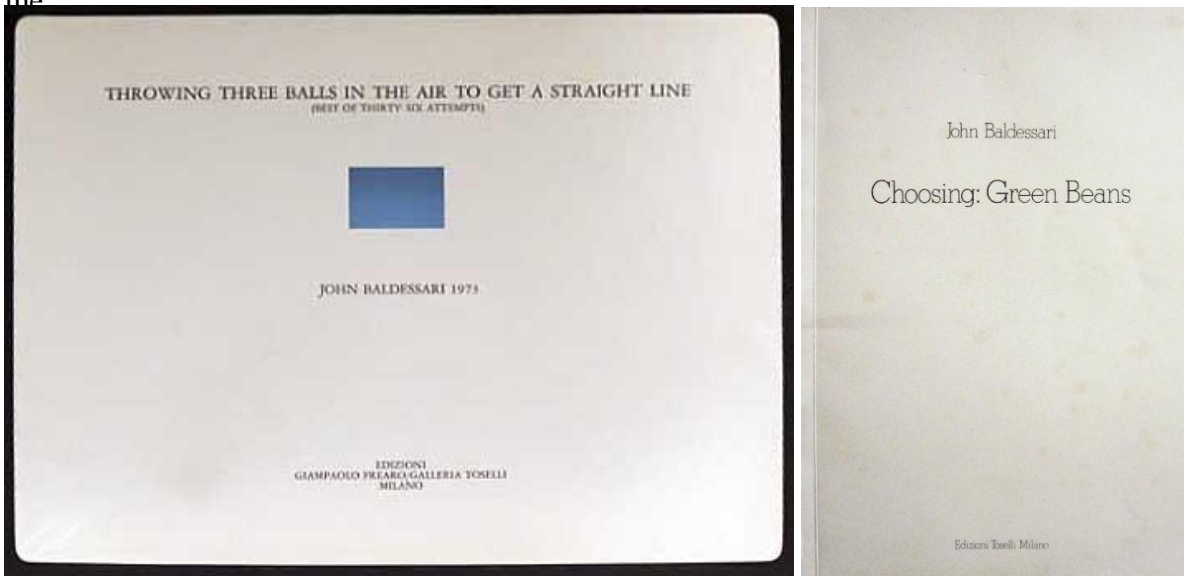 THROWING THREE BALLS IN THE AIR TO GET A STRAIGHT LINE
(BEST OF THIRTY-SIX ATTEMPTS)
JOHN BALDESSARI 1973
EDIZIONI
GIAMPAOLO PREARO/GALLERIA TOSELLI
MILANO
John Baldessari
Choosing: Green Beans
Edizioni Toselli Milano